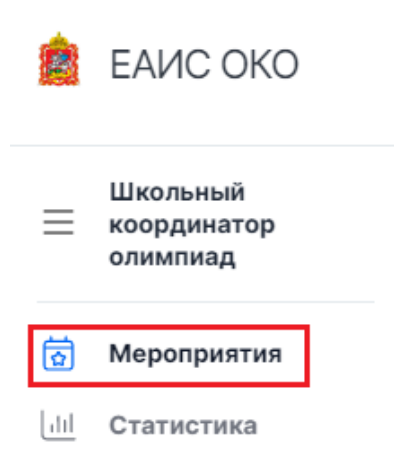 ЕАИС ОКО
Школьный
координатор
олимпиад
Мероприятия
Статистика